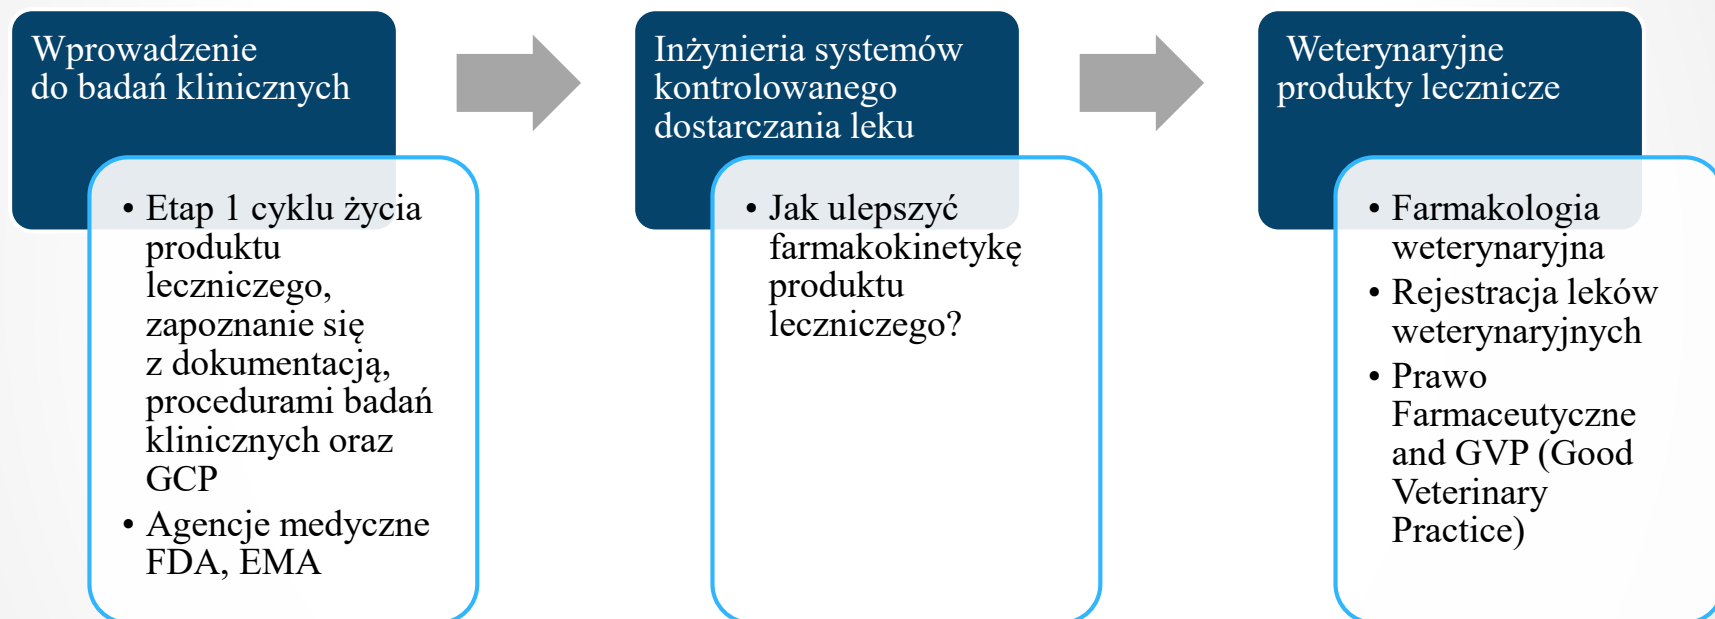 Wprowadzenie
do badań klinicznych
• Etap 1 cyklu życia
produktu
leczniczego,
zapoznanie się
z dokumentacją,
procedurami badań
klinicznych oraz
GCP
• Agencje medyczne
FDA, EMA
Inżynieria systemów
kontrolowanego
dostarczania leku
• Jak ulepszyć
farmakokinetykę
produktu
leczniczego?
Weterynaryjne
produkty lecznicze
• Farmakologia
weterynaryjna
• Rejestracja leków
weterynaryjnych
• Prawo
Farmaceutyczne
and GVP (Good
Veterinary
Practice)